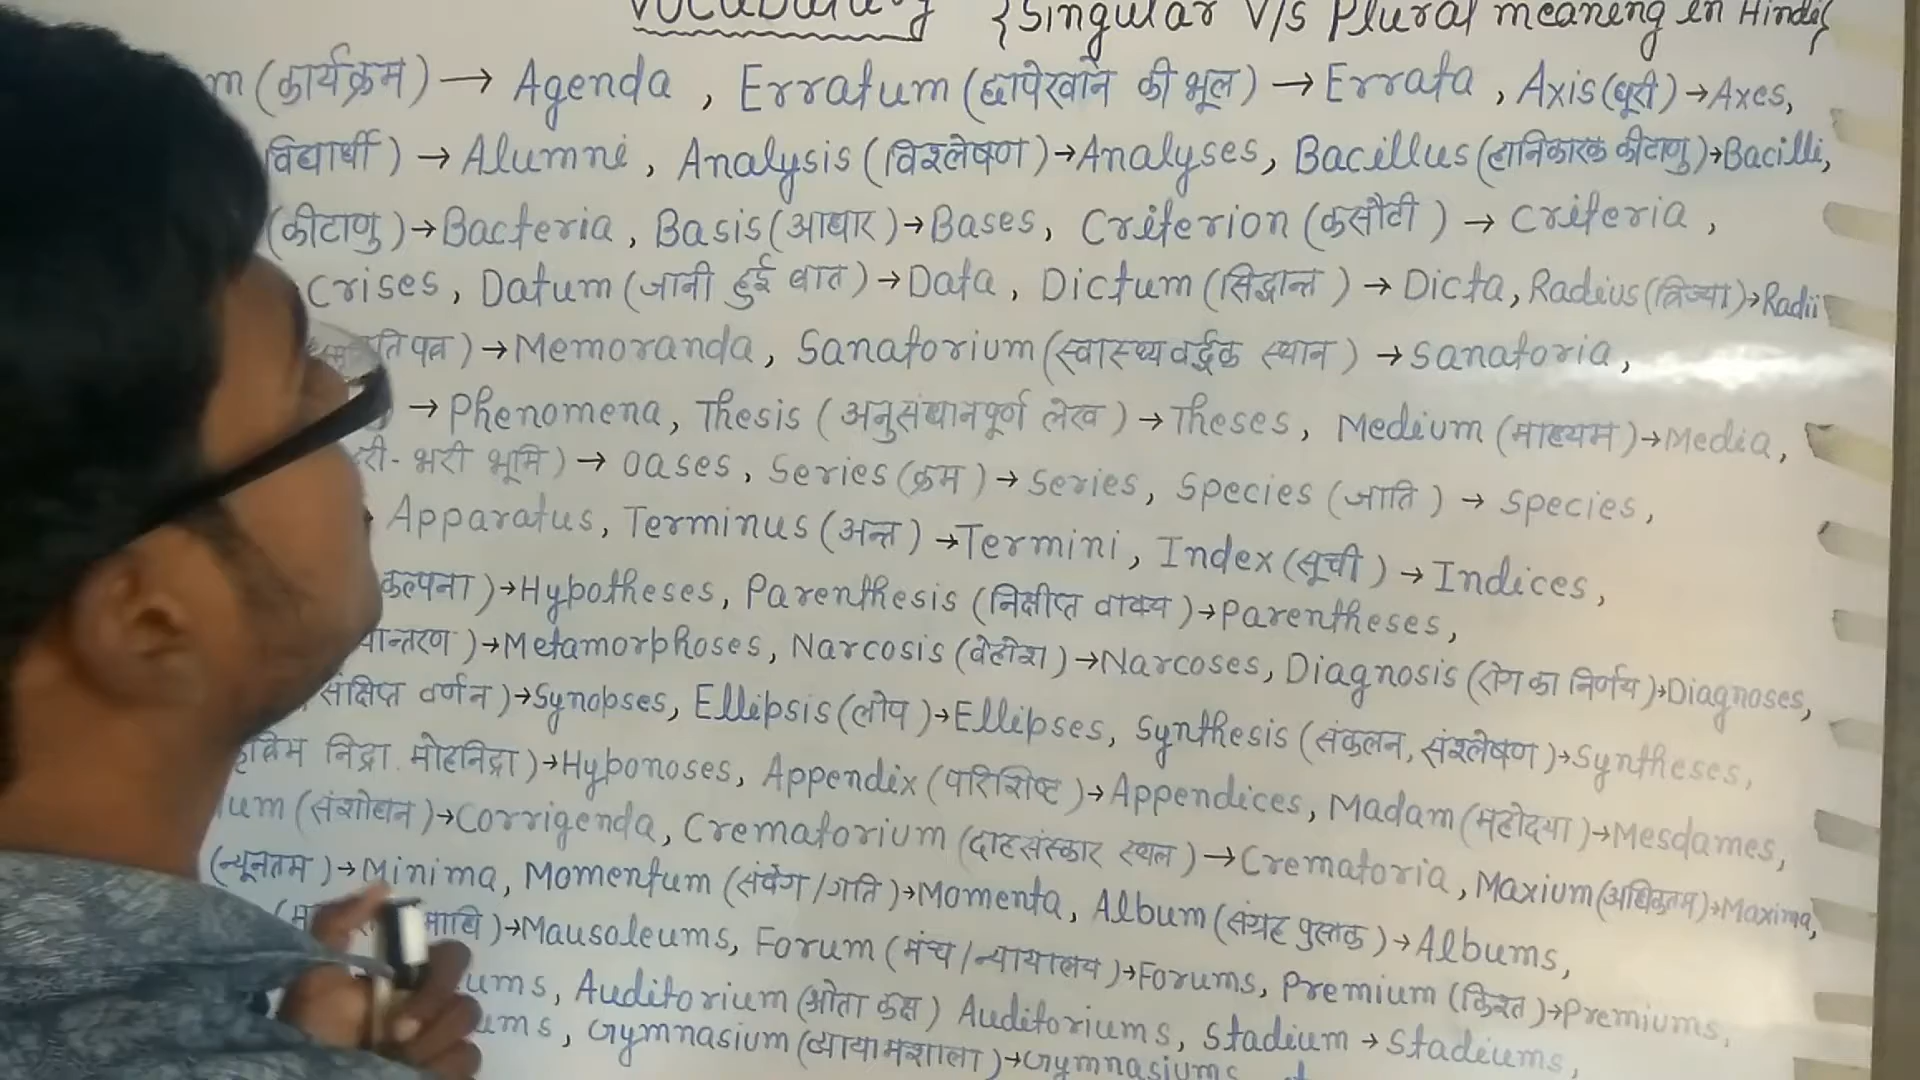 Vocabulary {Singular V/s Plural meaning in Hindi}
(कार्यक्रम) → Agenda, Erratum (छापेखाने की भूल) → Errata, Axis (धूरी) → Axes,
विद्यार्थी) → Alumni, Analysis (विश्लेषण) → Analyses, Bacillus (हानिकारक कीटाणु) → Bacilli,
(कीटाणु) → Bacteria, Basis (आधार) → Bases, Criterion (कसौटी) → Criteria,
Crises, Datum (जानी हुई बात) → Data, Dictum (सिद्धान्त) → Dicta, Radius (त्रिज्या) → Radii
→ Memoranda, Sanatorium (स्वास्थ्यवर्द्धक स्थान) → Sanatoria,
→ Phenomena, Thesis (अनुसंधानपूर्ण लेख) → Theses, Medium (माध्यम) → Media,
भरी भूमि) → Oases, Series (क्रम) → Series, Species (जाति) → Species,
Apparatus, Terminus (अन्त) → Termini, Index (सूची) → Indices,
कल्पना) → Hypotheses, Parenthesis (निक्षीप्त वाक्य) → Parentheses,
→ Metamorphoses, Narcosis (बेहोशी) → Narcoses, Diagnosis (रोग का निर्णय) → Diagnoses,
संक्षिप्त वर्णन) → Synopses, Ellipsis (लोप) → Ellipses, Synthesis (संकलन, संश्लेषण) → Syntheses,
निद्रा मोहनिद्रा) → Hyponoses, Appendix (परिशिष्ट) → Appendices, Madam (महोदया) → Mesdames,
(संशोधन) → Corrigenda, Crematorium (दाहसंस्कार स्थल) → Crematoria, Maxium (अधिकतम) → Maxima,
(न्यूनतम) → Minima, Momentum (संवेग/गति) → Momenta, Album (संग्रह पुस्तक) → Albums,
→ Mausoleums, Forum (मंच/न्यायालय) → Forums, Premium (किश्त) → Premiums,
ums, Auditorium (श्रोता कक्ष) Auditoriums, Stadium → Stadiums,
ums, Gymnasium (व्यायामशाला) → Gymnasiums